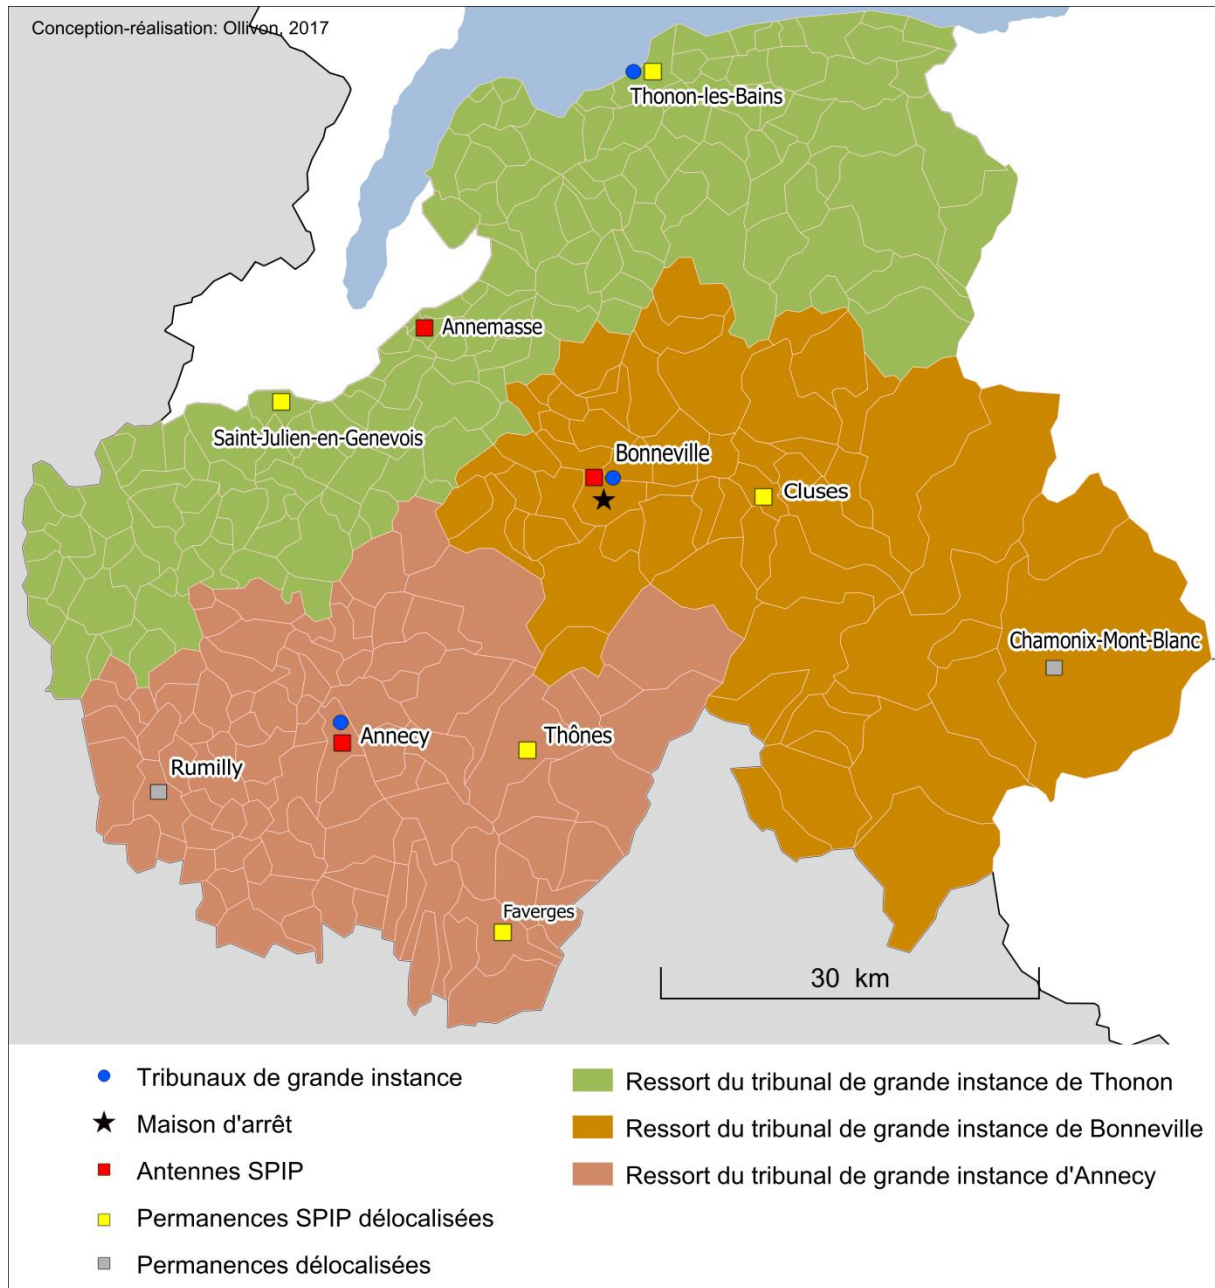 Conception-réalisation: Ollivon, 2017
Thonon-les-Bains
Annemasse
Saint-Julien-en-Genevois
Bonneville
Cluses
Chamonix-Mont-Blanc
Annecy
Thônes
Rumilly
Faverges
30 km
Tribunaux de grande instance
Maison d'arrêt
Antennes SPIP
Permanences SPIP délocalisées
Permanences délocalisées
Ressort du tribunal de grande instance de Thonon
Ressort du tribunal de grande instance de Bonneville
Ressort du tribunal de grande instance d'Annecy